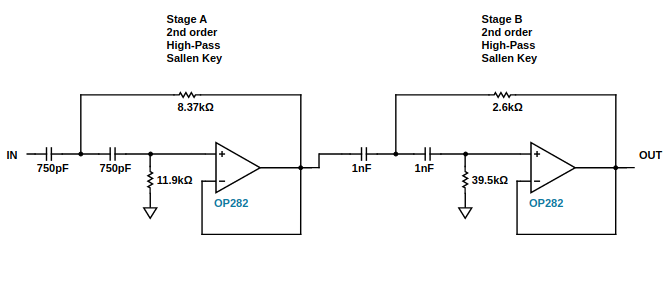 Stage A
2nd order
High-Pass
Sallen Key
Stage B
2nd order
High-Pass
Sallen Key
8.37kΩ
2.6kΩ
IN
OUT
750pF
750pF
1nF
1nF
11.9kΩ
39.5kΩ
OP282
OP282